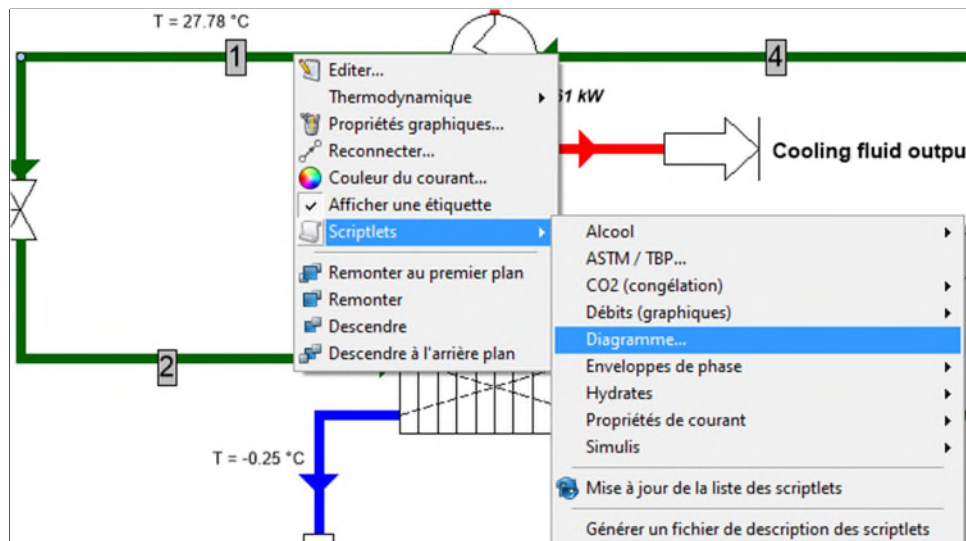 T = 27.78 °C
1
4
Editer...
Thermodynamique
Propriétés graphiques...
Reconnecter...
Couleur du courant...
Afficher une étiquette
Scriptlets
Remonter au premier plan
Remonter
Descendre
Descendre à l'arrière plan
kW
Cooling fluid outpu
Alcool
ASTM / TBP...
CO2 (congélation)
Débits (graphiques)
Diagramme...
Enveloppes de phase
Hydrates
Propriétés de courant
Simulis
Mise à jour de la liste des scriptlets
Générer un fichier de description des scriptlets
2
T = -0.25 °C